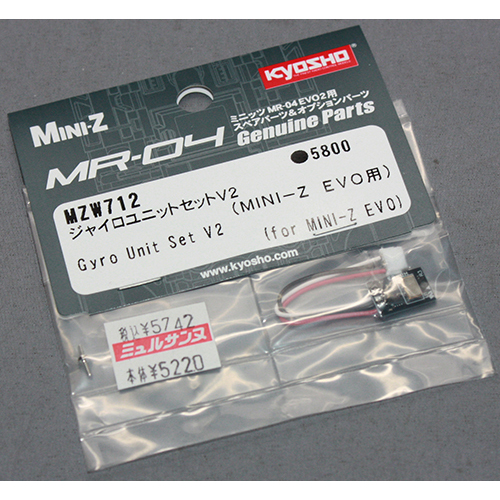 KYOSHO
MINI-Z
MR-04
ミニッツ MR-04 EVO2用
スペアパーツ&オプションパーツ
Genuine Parts
MZW712
●5800
ジャイロユニットセットV2 (MINI-Z EVO用)
Gyro Unit Set V2 (for MINI-Z EVO)
www.kyosho.com
税込¥5742
ミュルサンヌ
本体¥5220